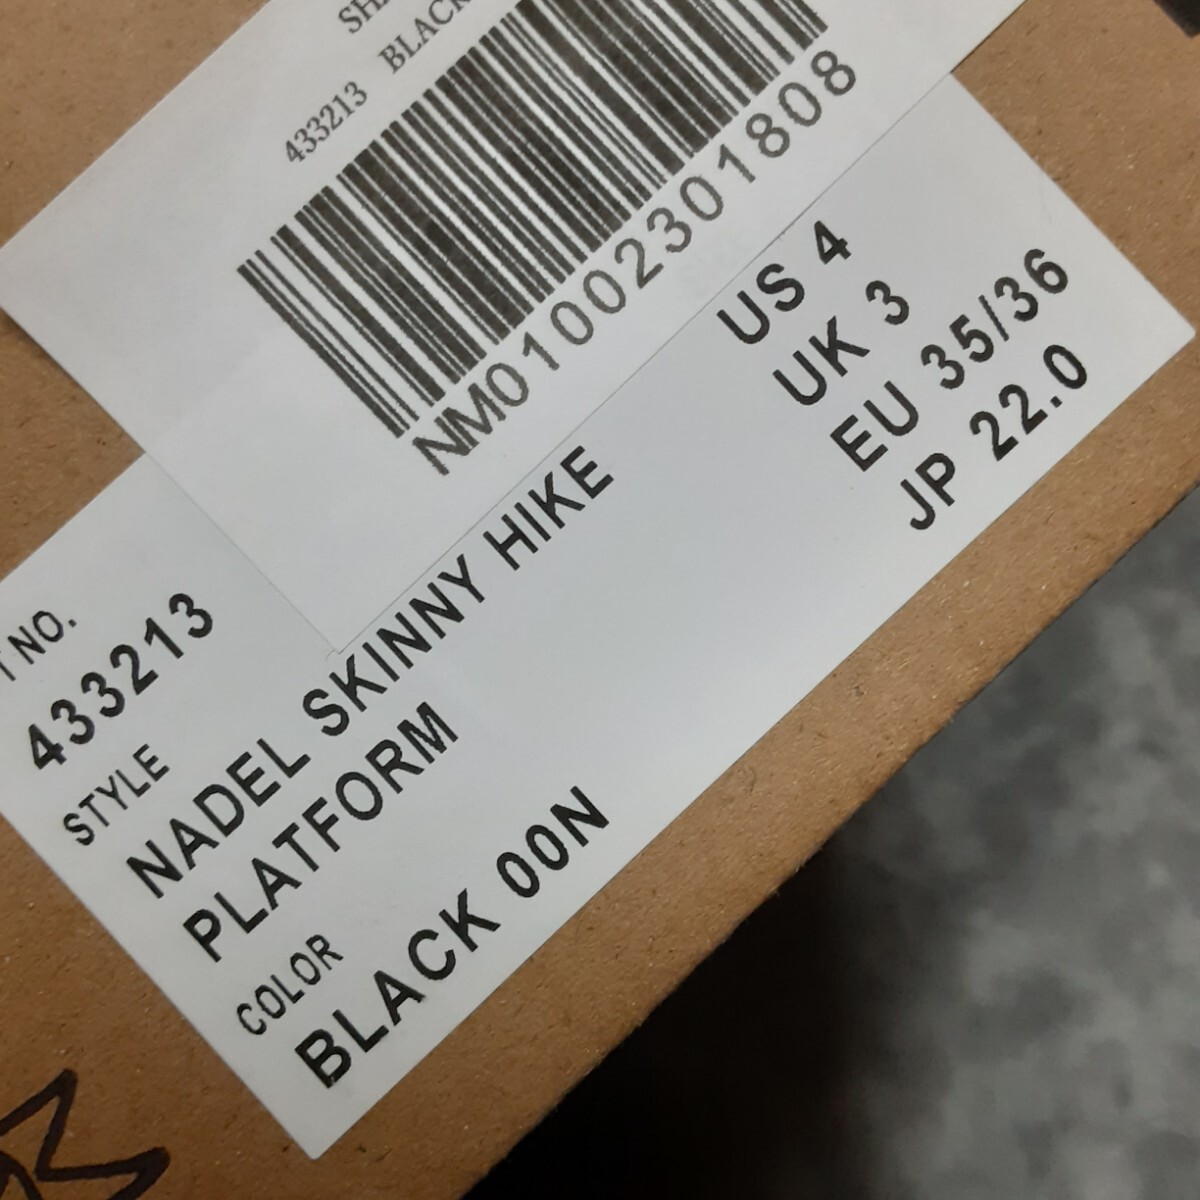 433213 BLACK
NM01002301808
US 4
UK 3
EU 35/36
JP 22.0
NO.
433213
STYLE
NADEL SKINNY HIKE
PLATFORM
COLOR
BLACK 00N